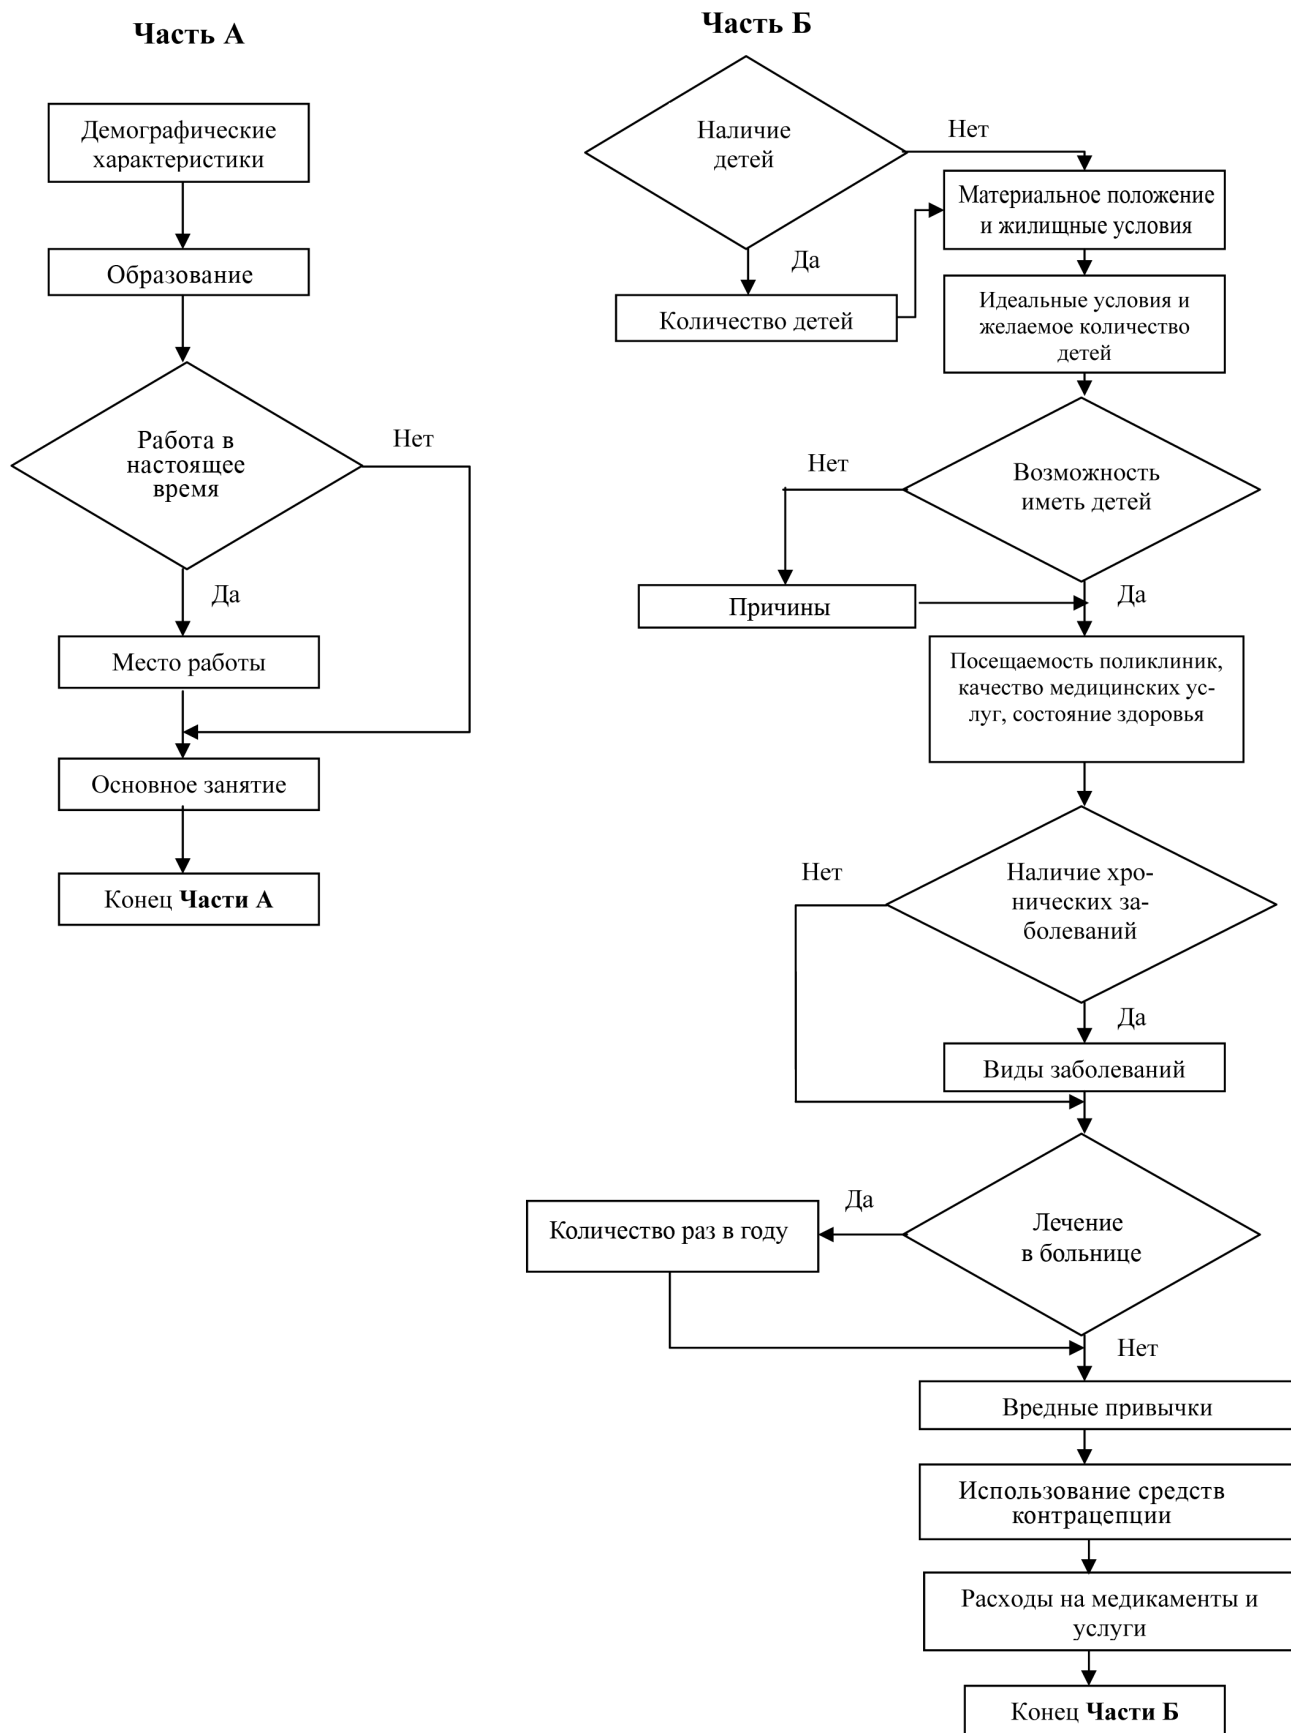 Часть А
Демографические
характеристики
Образование
Работа в
настоящее
время
Нет
Да
Место работы
Основное занятие
Конец Части А
Часть Б
Наличие
детей
Нет
Да
Количество детей
Материальное положение
и жилищные условия
Идеальные условия и
желаемое количество
детей
Возможность
иметь детей
Нет
Причины
Да
Посещаемость поликлиник,
качество медицинских ус-
луг, состояние здоровья
Наличие хро-
нических за-
болеваний
Нет
Да
Виды заболеваний
Лечение
в больнице
Да
Количество раз в году
Нет
Вредные привычки
Использование средств
контрацепции
Расходы на медикаменты и
услуги
Конец Части Б